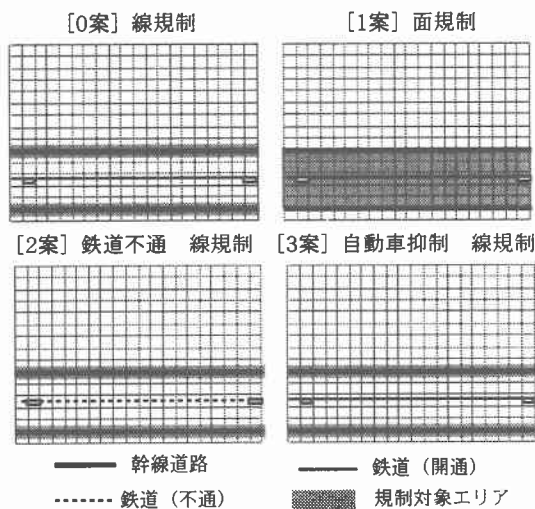 [0案] 線規制
[1案] 面規制
[2案] 鉄道不通 線規制
[3案] 自動車抑制 線規制
幹線道路
鉄道 (開通)
鉄道 (不通)
規制対象エリア